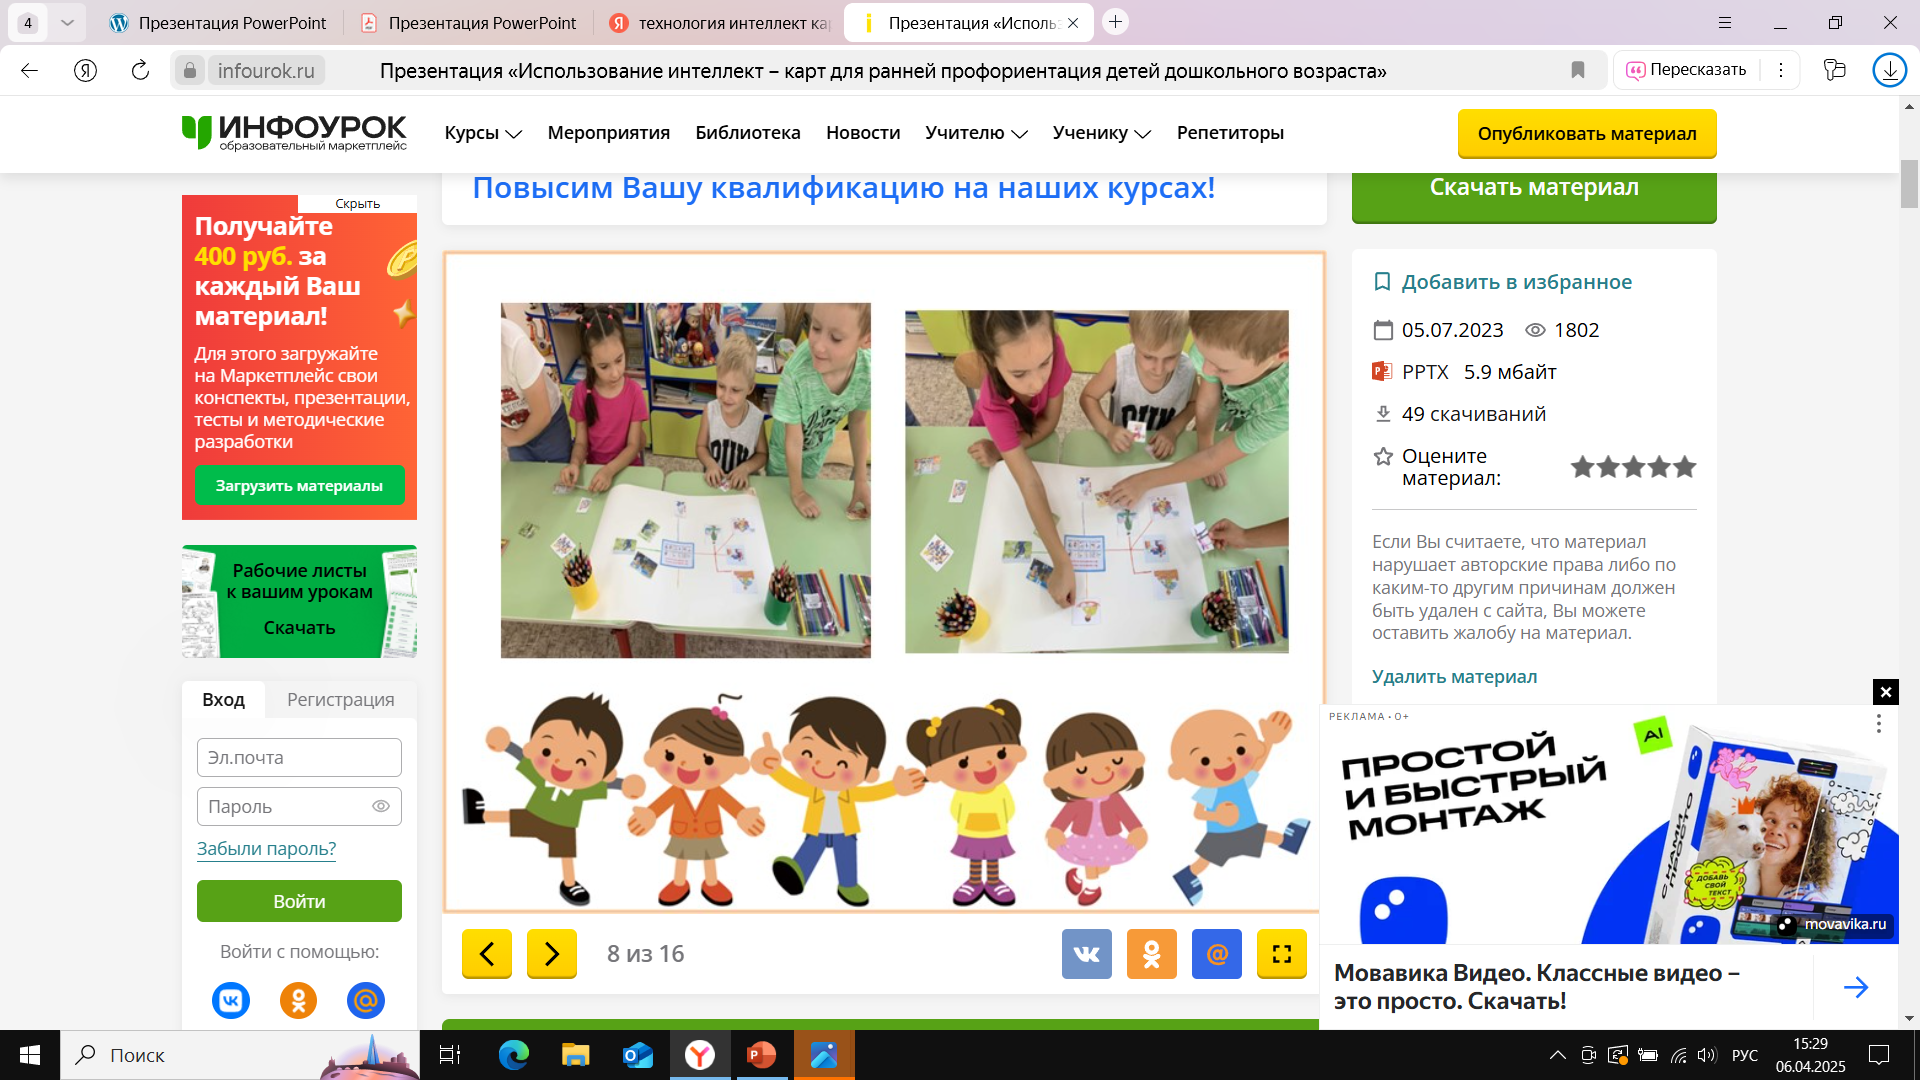 4
Презентация PowerPoint
Презентация PowerPoint
технология интеллект ка
Презентация «Исполь
infourok.ru
Презентация «Использование интеллект – карт для ранней профориентация детей дошкольного возраста»
Пересказать
ИНФОУРОК
образовательный маркетплейс
Курсы
Мероприятия
Библиотека
Новости
Учителю
Ученику
Репетиторы
Опубликовать материал
Повысим Вашу квалификацию на наших курсах!
Скачать материал
Скрыть
Получайте
400 руб. за
каждый Ваш
материал!
Для этого загружайте
на Маркетплейс свои
конспекты, презентации,
тесты и методические
разработки
Загрузить материалы
Рабочие листы
к вашим урокам
Скачать
Вход
Регистрация
Эл.почта
Пароль
Забыли пароль?
Войти
Войти с помощью:
8 из 16
Добавить в избранное
05.07.2023
1802
PPTX
5.9 мбайт
49 скачиваний
Оцените
материал:
Если Вы считаете, что материал
нарушает авторские права либо по
каким-то другим причинам должен
быть удален с сайта, Вы можете
оставить жалобу на материал.
Удалить материал
РЕКЛАМА • 0+
AI
ПРОСТОЙ
И БЫСТРЫЙ
МОНТАЖ
С НАМИ ПРОСТО
ДОБАВЬ
СВОЙ
ТЕКСТ
movavika.ru
Мовавика Видео. Классные видео –
это просто. Скачать!
Поиск
РУС
15:29
06.04.2025